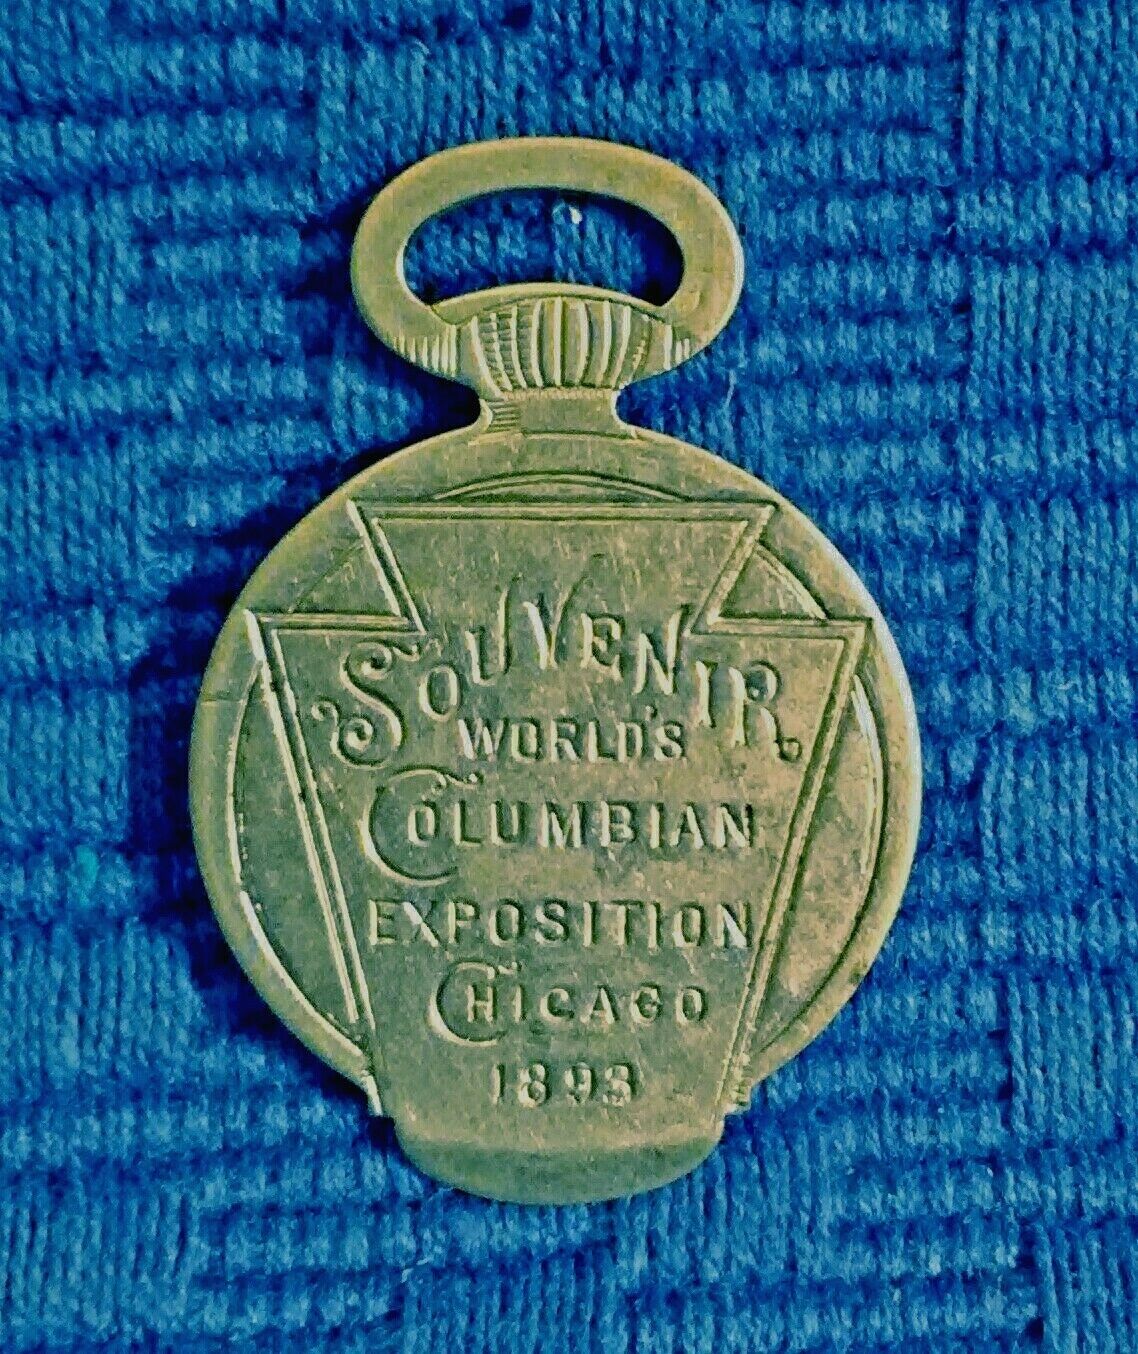 SOUVENIR
WORLD'S
COLUMBIAN
EXPOSITION
CHICAGO
1893